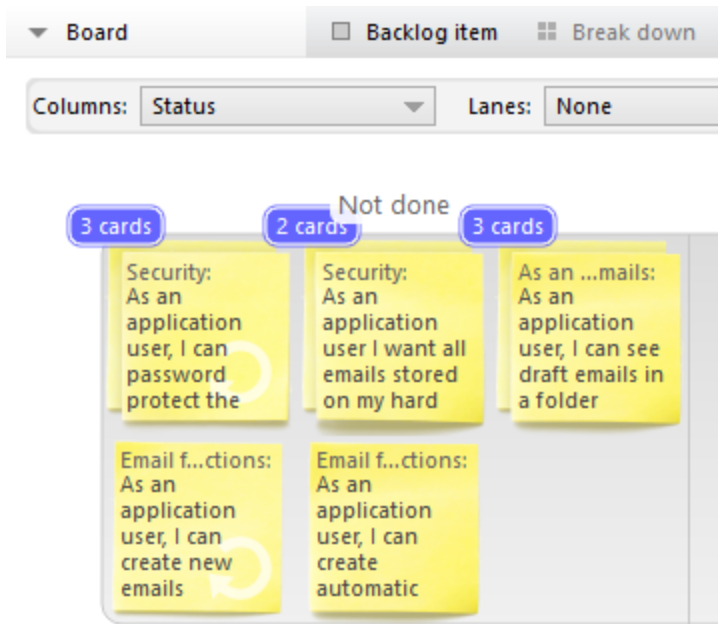 Board
Backlog item
Break down
Columns:
Status
Lanes:
None
Not done
3 cards
2 cards
3 cards
Security:
As an
application
user, I can
password
protect the
Security:
As an
application
user I want all
emails stored
on my hard
As an ...mails:
As an
application
user, I can see
draft emails in
a folder
Email f...ctions:
As an
application
user, I can
create new
emails
Email f...ctions:
As an
application
user, I can
create
automatic